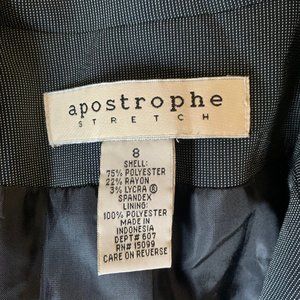 apostrophe
STRETCH
8
SHELL:
75% POLYESTER
22% RAYON
3% LYCRA ®
SPANDEX
LINING:
100% POLYESTER
MADE IN
INDONESIA
DEPT# 607
RN# 15099
CARE ON REVERSE